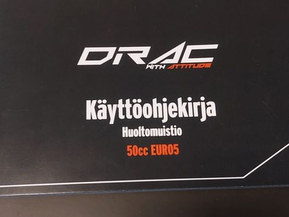 DRAC
WITH ATTITUDE
Käyttöohjekirja
Huoltomuistio
50cc EURO5